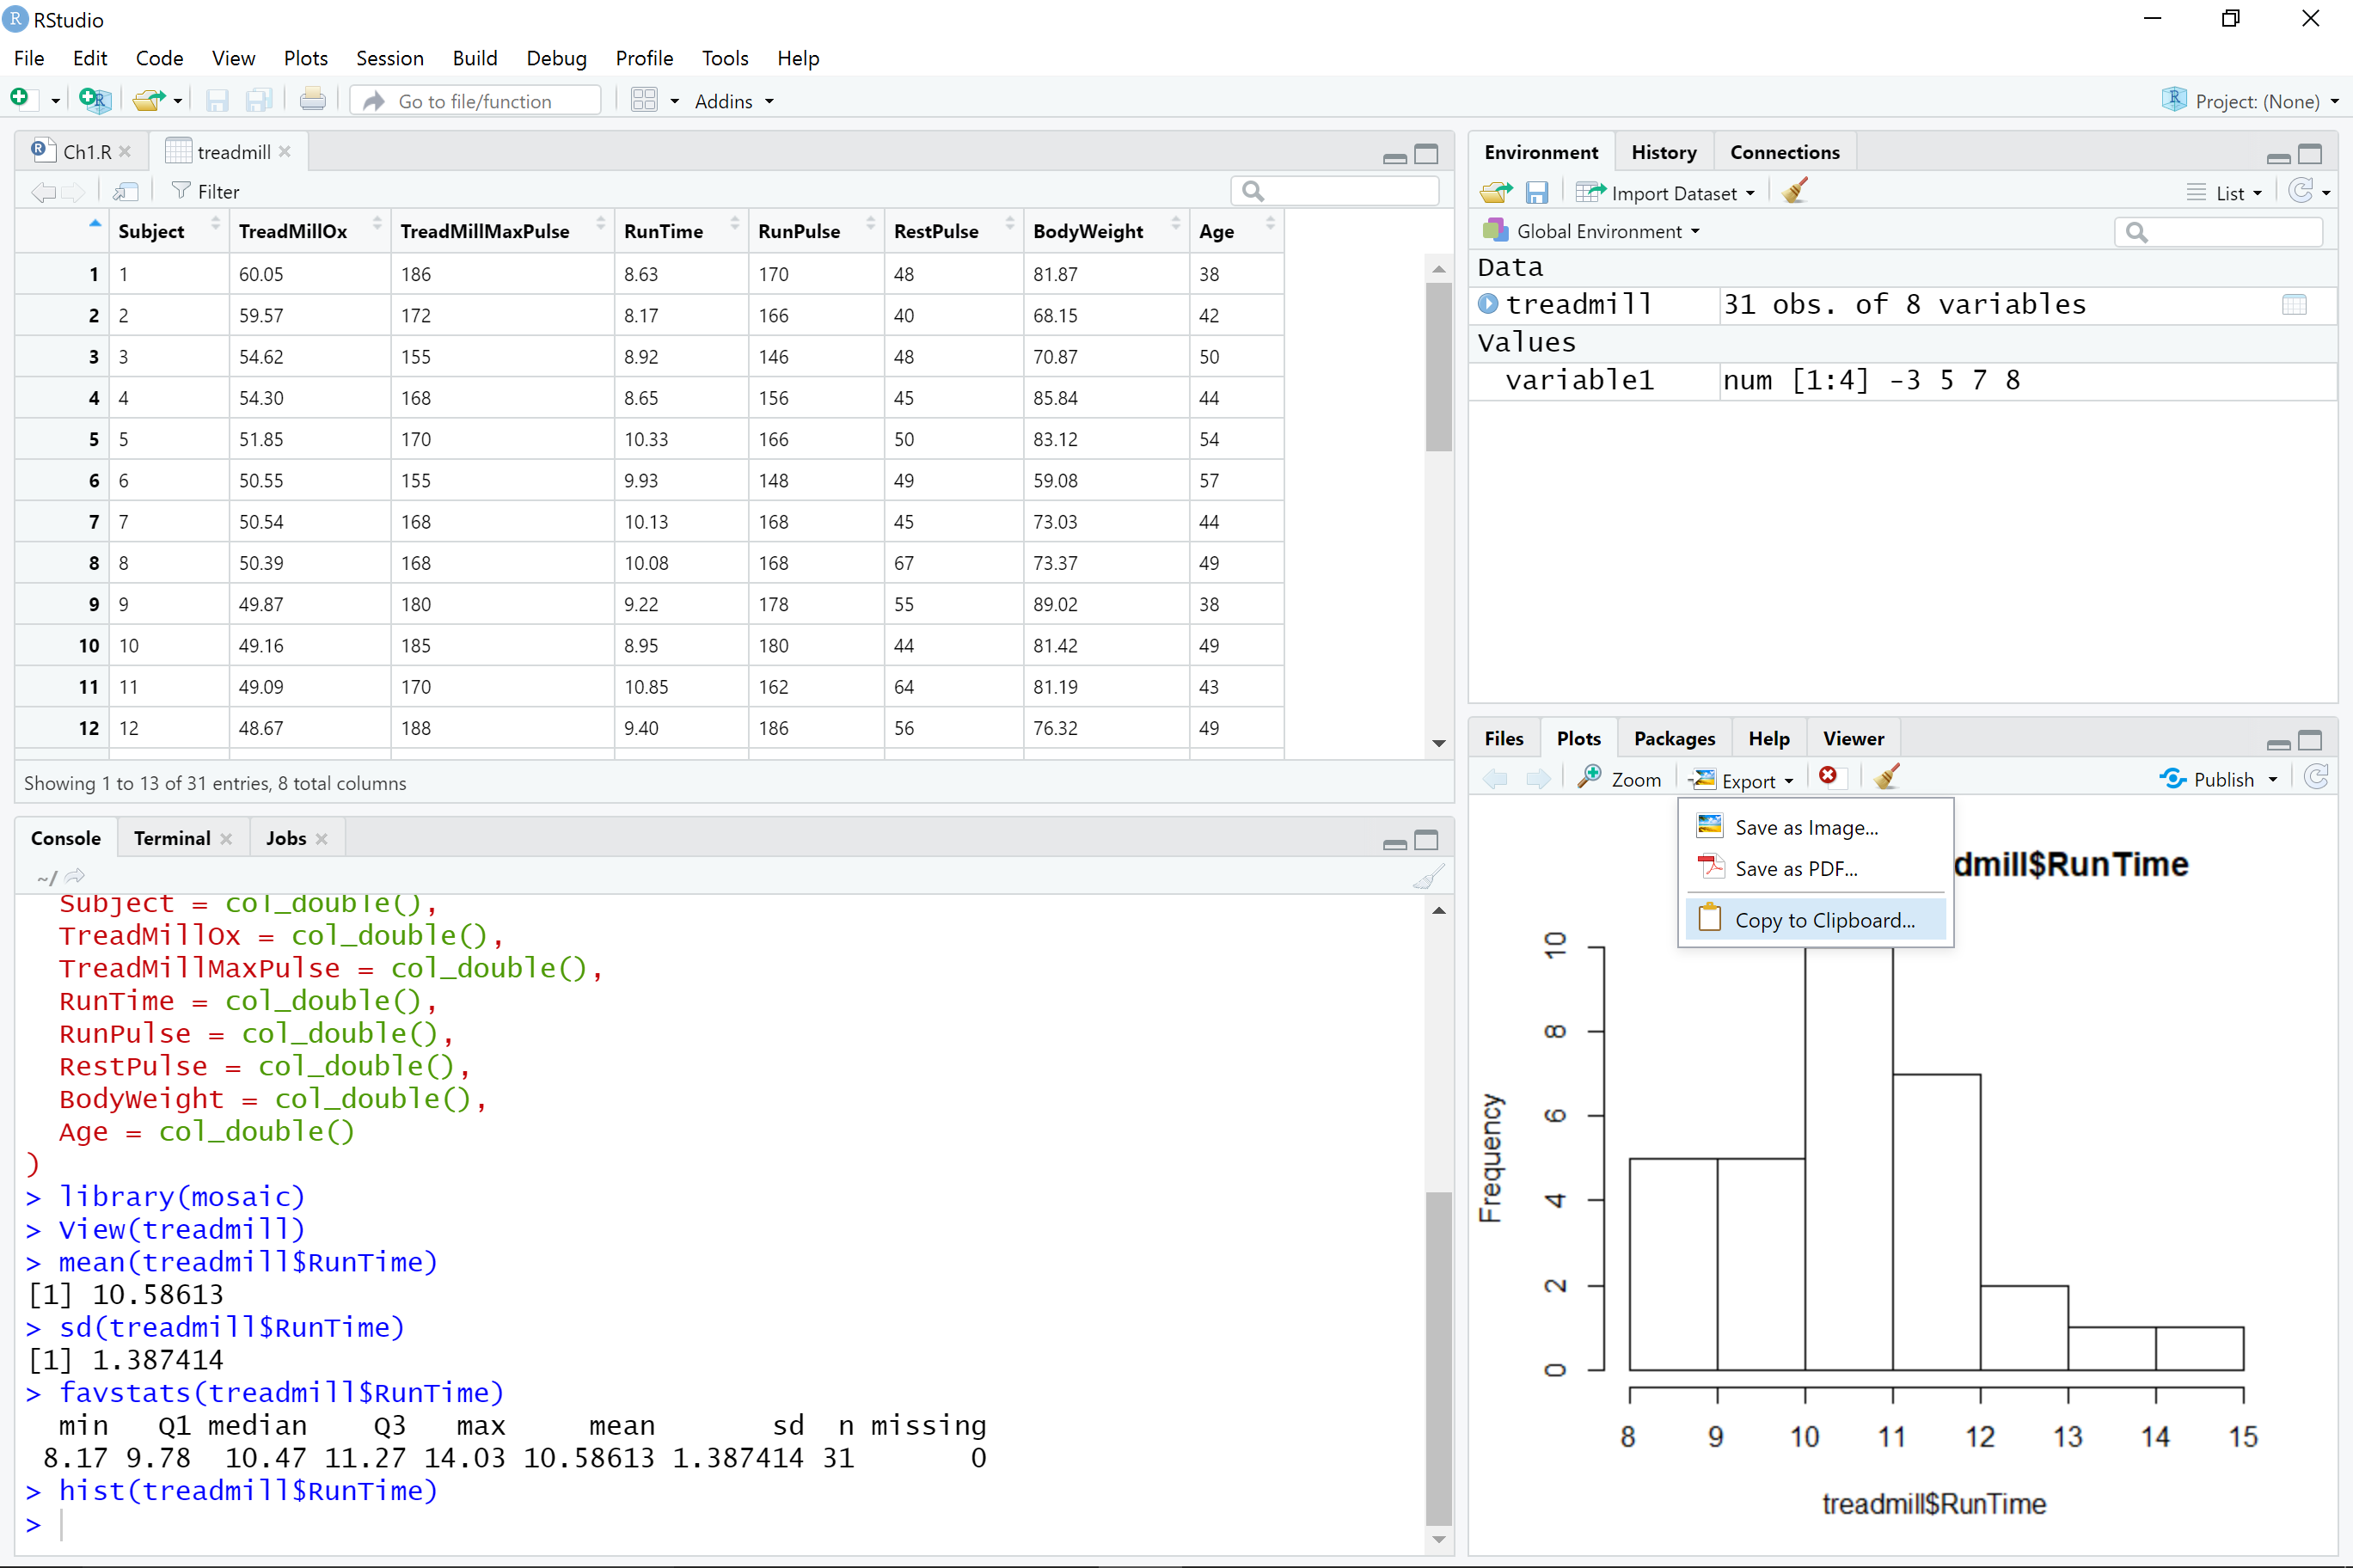 RStudio
File Edit Code View Plots Session Build Debug Profile Tools Help
Go to file/function Addins Project: (None)
Ch1.R treadmill
Filter
Subject TreadMillOx TreadMillMaxPulse RunTime RunPulse RestPulse BodyWeight Age
1 1 60.05 186 8.63 170 48 81.87 38
2 2 59.57 172 8.17 166 40 68.15 42
3 3 54.62 155 8.92 146 48 70.87 50
4 4 54.30 168 8.65 156 45 85.84 44
5 5 51.85 170 10.33 166 50 83.12 54
6 6 50.55 155 9.93 148 49 59.08 57
7 7 50.54 168 10.13 168 45 73.03 44
8 8 50.39 168 10.08 168 67 73.37 49
9 9 49.87 180 9.22 178 55 89.02 38
10 10 49.16 185 8.95 180 44 81.42 49
11 11 49.09 170 10.85 162 64 81.19 43
12 12 48.67 188 9.40 186 56 76.32 49
Showing 1 to 13 of 31 entries, 8 total columns
Console Terminal Jobs
~/
Subject = col_double(),
TreadMillOx = col_double(),
TreadMillMaxPulse = col_double(),
RunTime = col_double(),
RunPulse = col_double(),
RestPulse = col_double(),
BodyWeight = col_double(),
Age = col_double()
)
> library(mosaic)
> View(treadmill)
> mean(treadmill$RunTime)
[1] 10.58613
> sd(treadmill$RunTime)
[1] 1.387414
> favstats(treadmill$RunTime)
min Q1 median Q3 max mean sd n missing
8.17 9.78 10.47 11.27 14.03 10.58613 1.387414 31 0
> hist(treadmill$RunTime)
>
Environment History Connections
Import Dataset List
Global Environment
Data
treadmill 31 obs. of 8 variables
Values
variable1 num [1:4] -3 5 7 8
Files Plots Packages Help Viewer
Zoom Export Publish
Save as Image...
Save as PDF...
Copy to Clipboard...
dmill$RunTime
10
8
6
4
2
0
Frequency
8 9 10 11 12 13 14 15
treadmill$RunTime